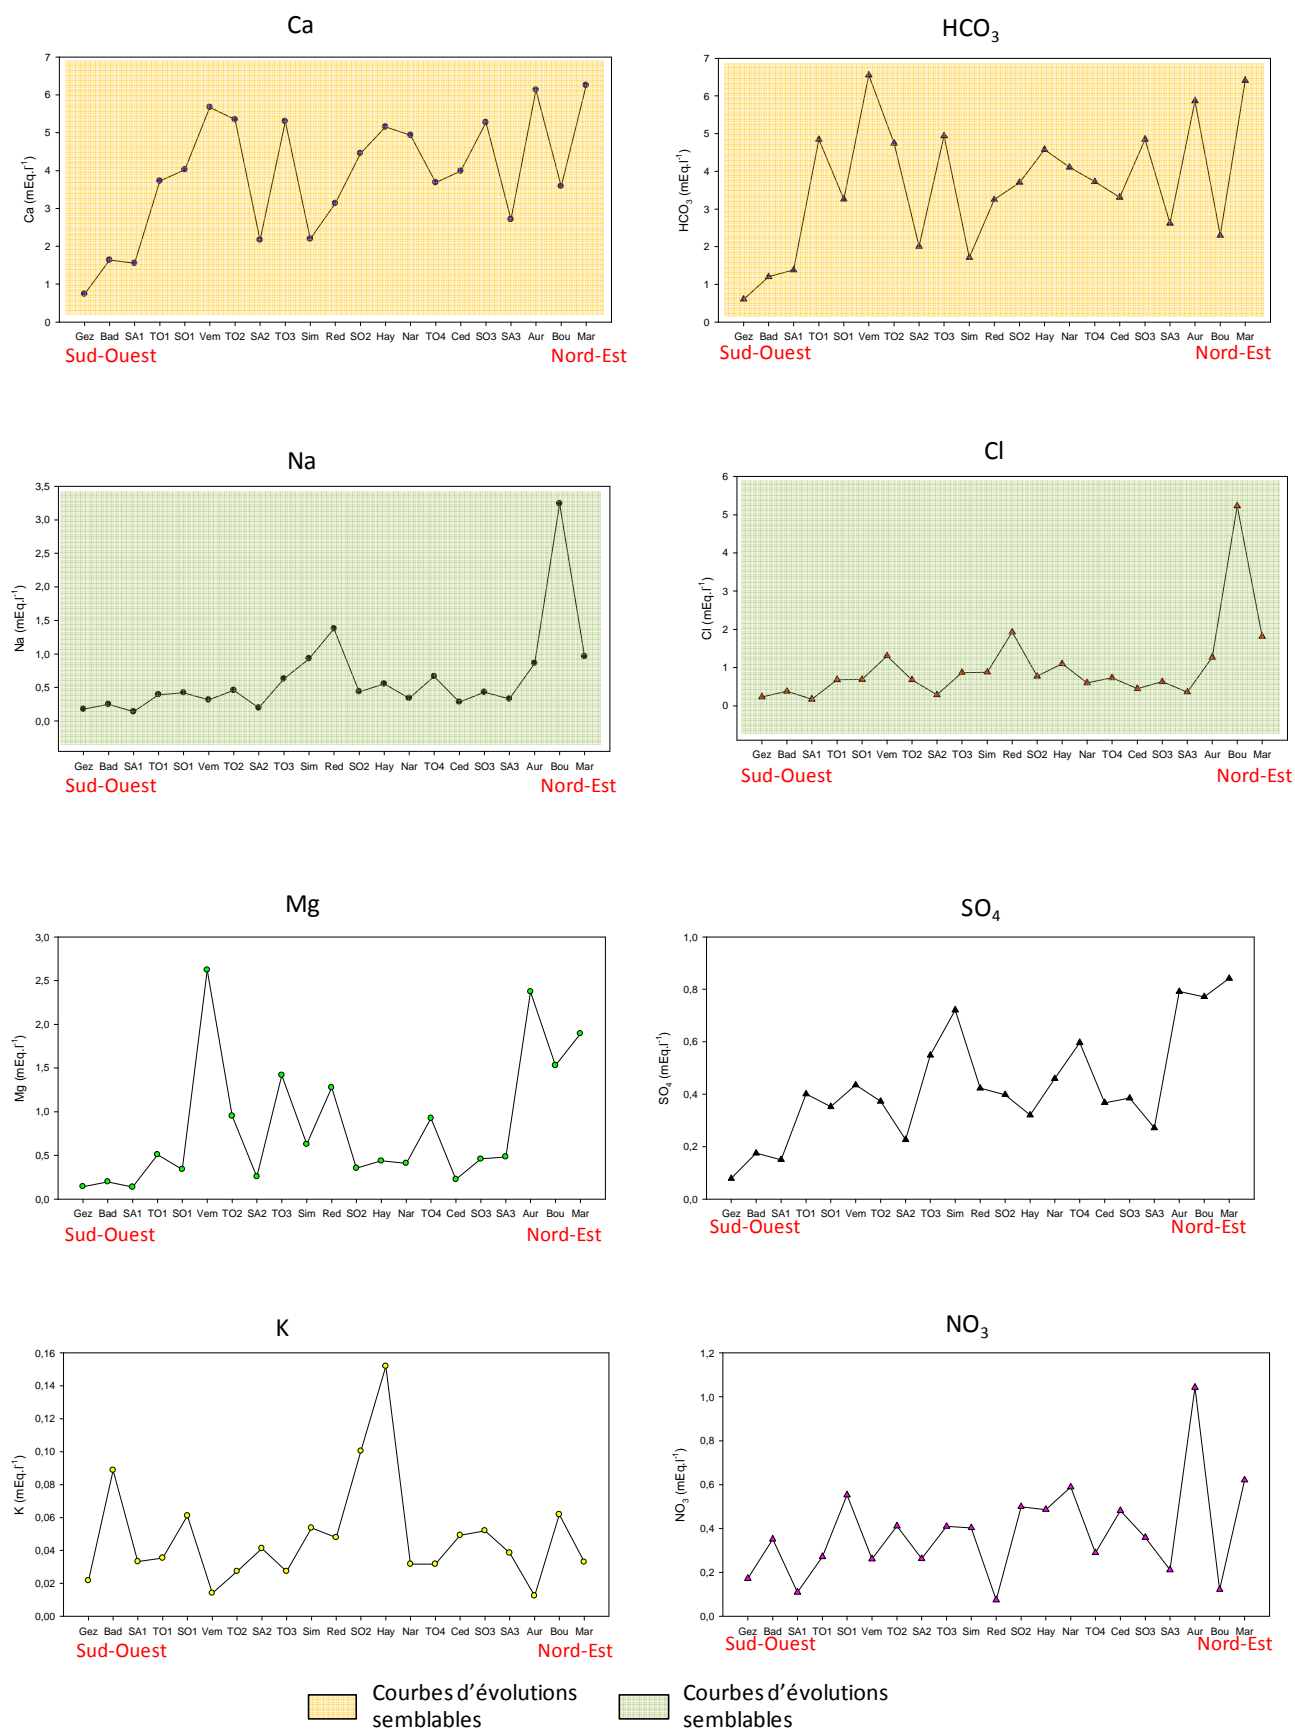 Ca
7
6
5
4
3
2
1
0
Ca (mEq.l⁻¹)
Gez Bad SA1 TO1 SO1 Vem TO2 SA2 TO3 Sim Red SO2 Hay Nar TO4 Ced SO3 SA3 Aur Bou Mar
Sud-Ouest Nord-Est
HCO₃
7
6
5
4
3
2
1
0
HCO₃ (mEq.l⁻¹)
Gez Bad SA1 TO1 SO1 Vem TO2 SA2 TO3 Sim Red SO2 Hay Nar TO4 Ced SO3 SA3 Aur Bou Mar
Sud-Ouest Nord-Est
Na
3,5
3,0
2,5
2,0
1,5
1,0
0,5
0,0
Na (mEq.l⁻¹)
Gez Bad SA1 TO1 SO1 Vem TO2 SA2 TO3 Sim Red SO2 Hay Nar TO4 Ced SO3 SA3 Aur Bou Mar
Sud-Ouest Nord-Est
Cl
6
5
4
3
2
1
0
Cl (mEq.l⁻¹)
Gez Bad SA1 TO1 SO1 Vem TO2 SA2 TO3 Sim Red SO2 Hay Nar TO4 Ced SO3 SA3 Aur Bou Mar
Sud-Ouest Nord-Est
Mg
3,0
2,5
2,0
1,5
1,0
0,5
0,0
Mg (mEq.l⁻¹)
Gez Bad SA1 TO1 SO1 Vem TO2 SA2 TO3 Sim Red SO2 Hay Nar TO4 Ced SO3 SA3 Aur Bou Mar
Sud-Ouest Nord-Est
SO₄
1,0
0,8
0,6
0,4
0,2
0,0
SO₄ (mEq.l⁻¹)
Gez Bad SA1 TO1 SO1 Vem TO2 SA2 TO3 Sim Red SO2 Hay Nar TO4 Ced SO3 SA3 Aur Bou Mar
Sud-Ouest Nord-Est
K
0,16
0,14
0,12
0,10
0,08
0,06
0,04
0,02
0,00
K (mEq.l⁻¹)
Gez Bad SA1 TO1 SO1 Vem TO2 SA2 TO3 Sim Red SO2 Hay Nar TO4 Ced SO3 SA3 Aur Bou Mar
Sud-Ouest Nord-Est
NO₃
1,2
1,0
0,8
0,6
0,4
0,2
0,0
NO₃ (mEq.l⁻¹)
Gez Bad SA1 TO1 SO1 Vem TO2 SA2 TO3 Sim Red SO2 Hay Nar TO4 Ced SO3 SA3 Aur Bou Mar
Sud-Ouest Nord-Est
Courbes d'évolutions
semblables
Courbes d'évolutions
semblables